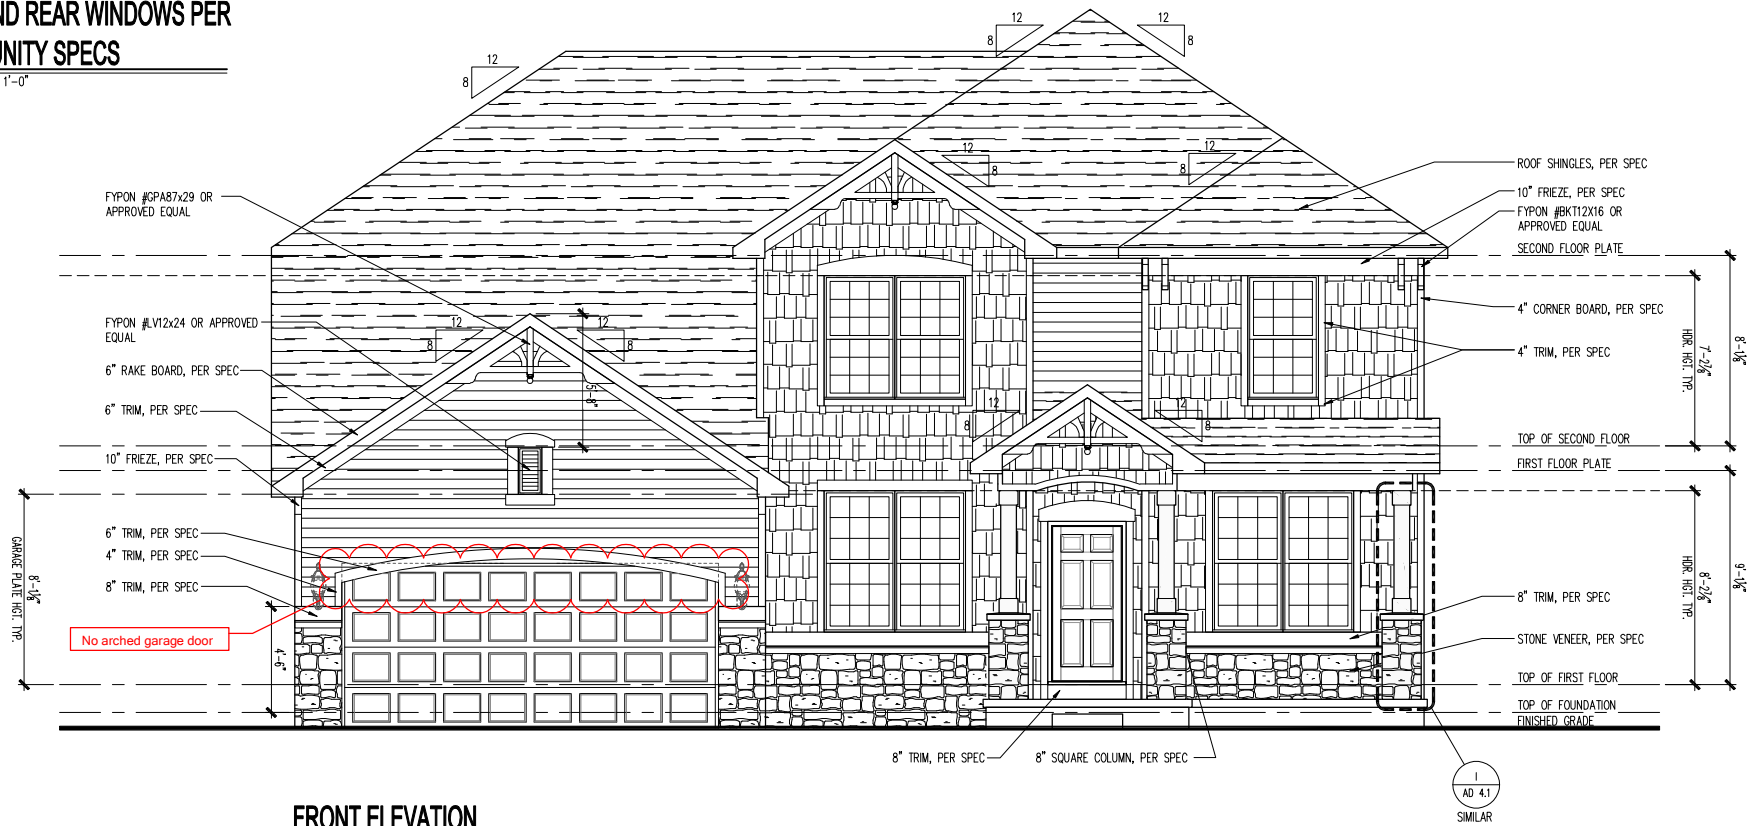 ND REAR WINDOWS PER
UNITY SPECS
1'-0"
12
8
12
8
12
8
12
8
12
8
12
8
12
8
12
8
12
8
FYPON #GPA87x29 OR
APPROVED EQUAL
FYPON #LV12x24 OR APPROVED
EQUAL
6" RAKE BOARD, PER SPEC
6" TRIM, PER SPEC
10" FRIEZE, PER SPEC
6" TRIM, PER SPEC
4" TRIM, PER SPEC
8" TRIM, PER SPEC
No arched garage door
GARAGE PLATE HGT. TYP.
8'-1⅛"
4'-6"
5'-8"
ROOF SHINGLES, PER SPEC
10" FRIEZE, PER SPEC
FYPON #BKT12X16 OR
APPROVED EQUAL
SECOND FLOOR PLATE
4" CORNER BOARD, PER SPEC
4" TRIM, PER SPEC
TOP OF SECOND FLOOR
FIRST FLOOR PLATE
8" TRIM, PER SPEC
STONE VENEER, PER SPEC
TOP OF FIRST FLOOR
TOP OF FOUNDATION
FINISHED GRADE
HDR. HGT. TYP.
7'-2⅞"
8'-1⅛"
HDR. HGT. TYP.
8'-2⅞"
9'-1⅛"
8" TRIM, PER SPEC
8" SQUARE COLUMN, PER SPEC
1
AD 4.1
SIMILAR
FRONT ELEVATION